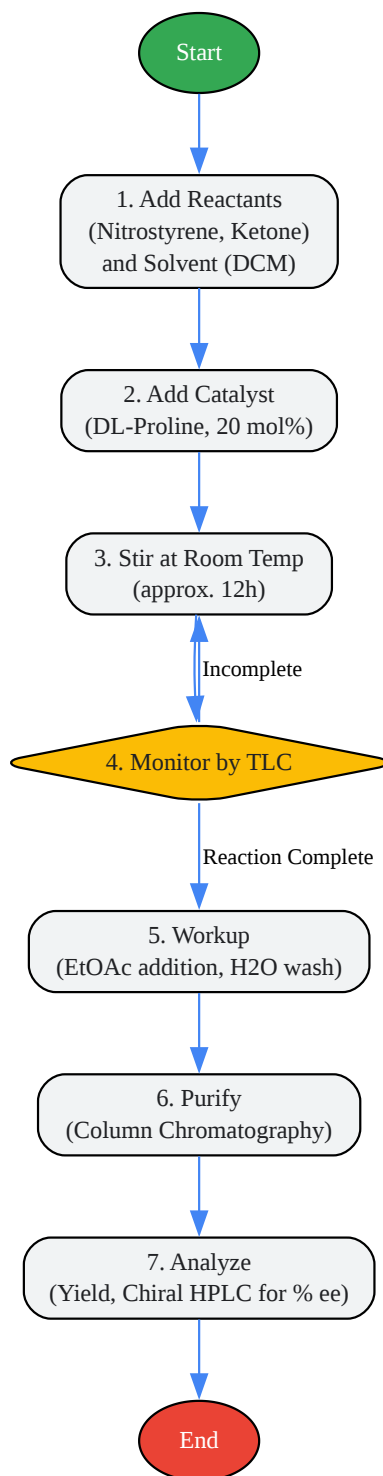 Start
1. Add Reactants
(Nitrostyrene, Ketone)
and Solvent (DCM)
2. Add Catalyst
(DL-Proline, 20 mol%)
3. Stir at Room Temp
(approx. 12h)
Incomplete
4. Monitor by TLC
Reaction Complete
5. Workup
(EtOAc addition, H2O wash)
6. Purify
(Column Chromatography)
7. Analyze
(Yield, Chiral HPLC for % ee)
End